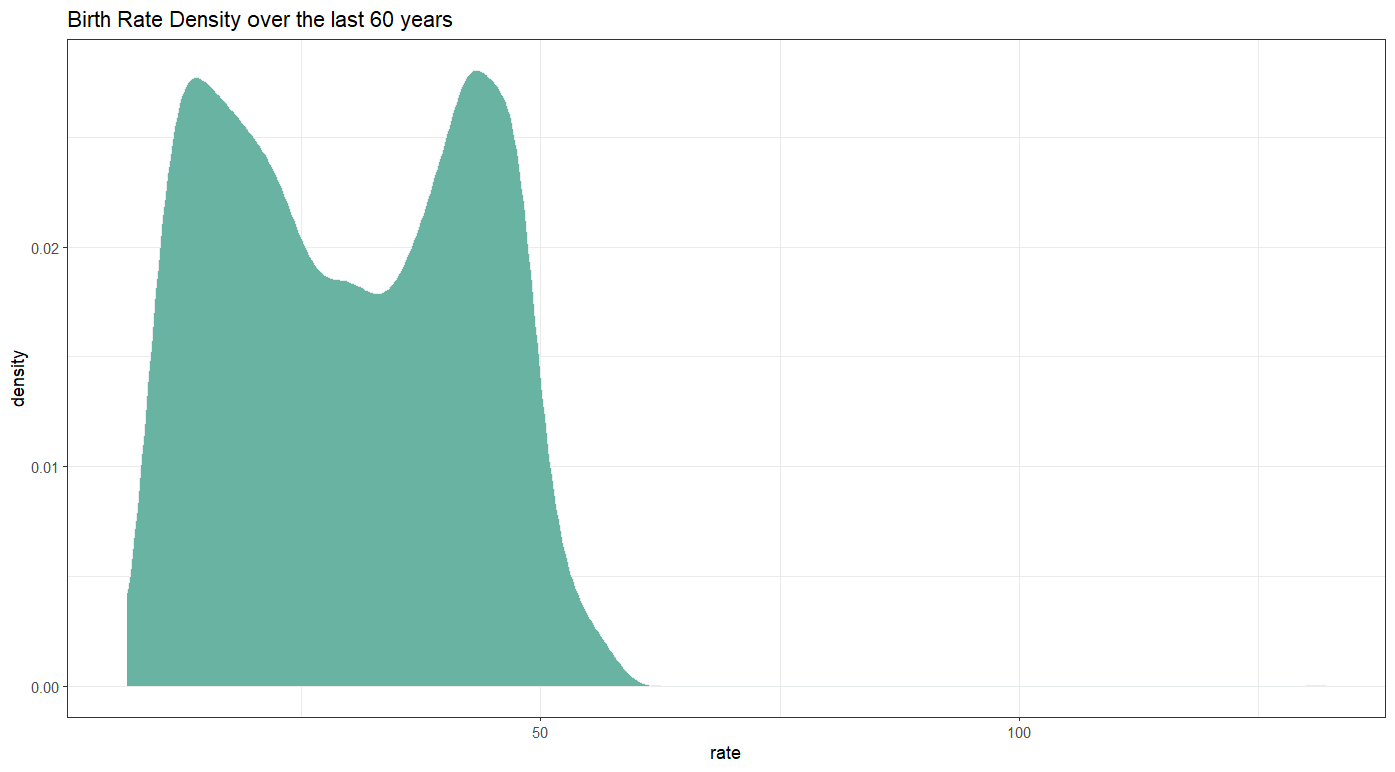 Birth Rate Density over the last 60 years
density
0.02
0.01
0.00
50
100
rate